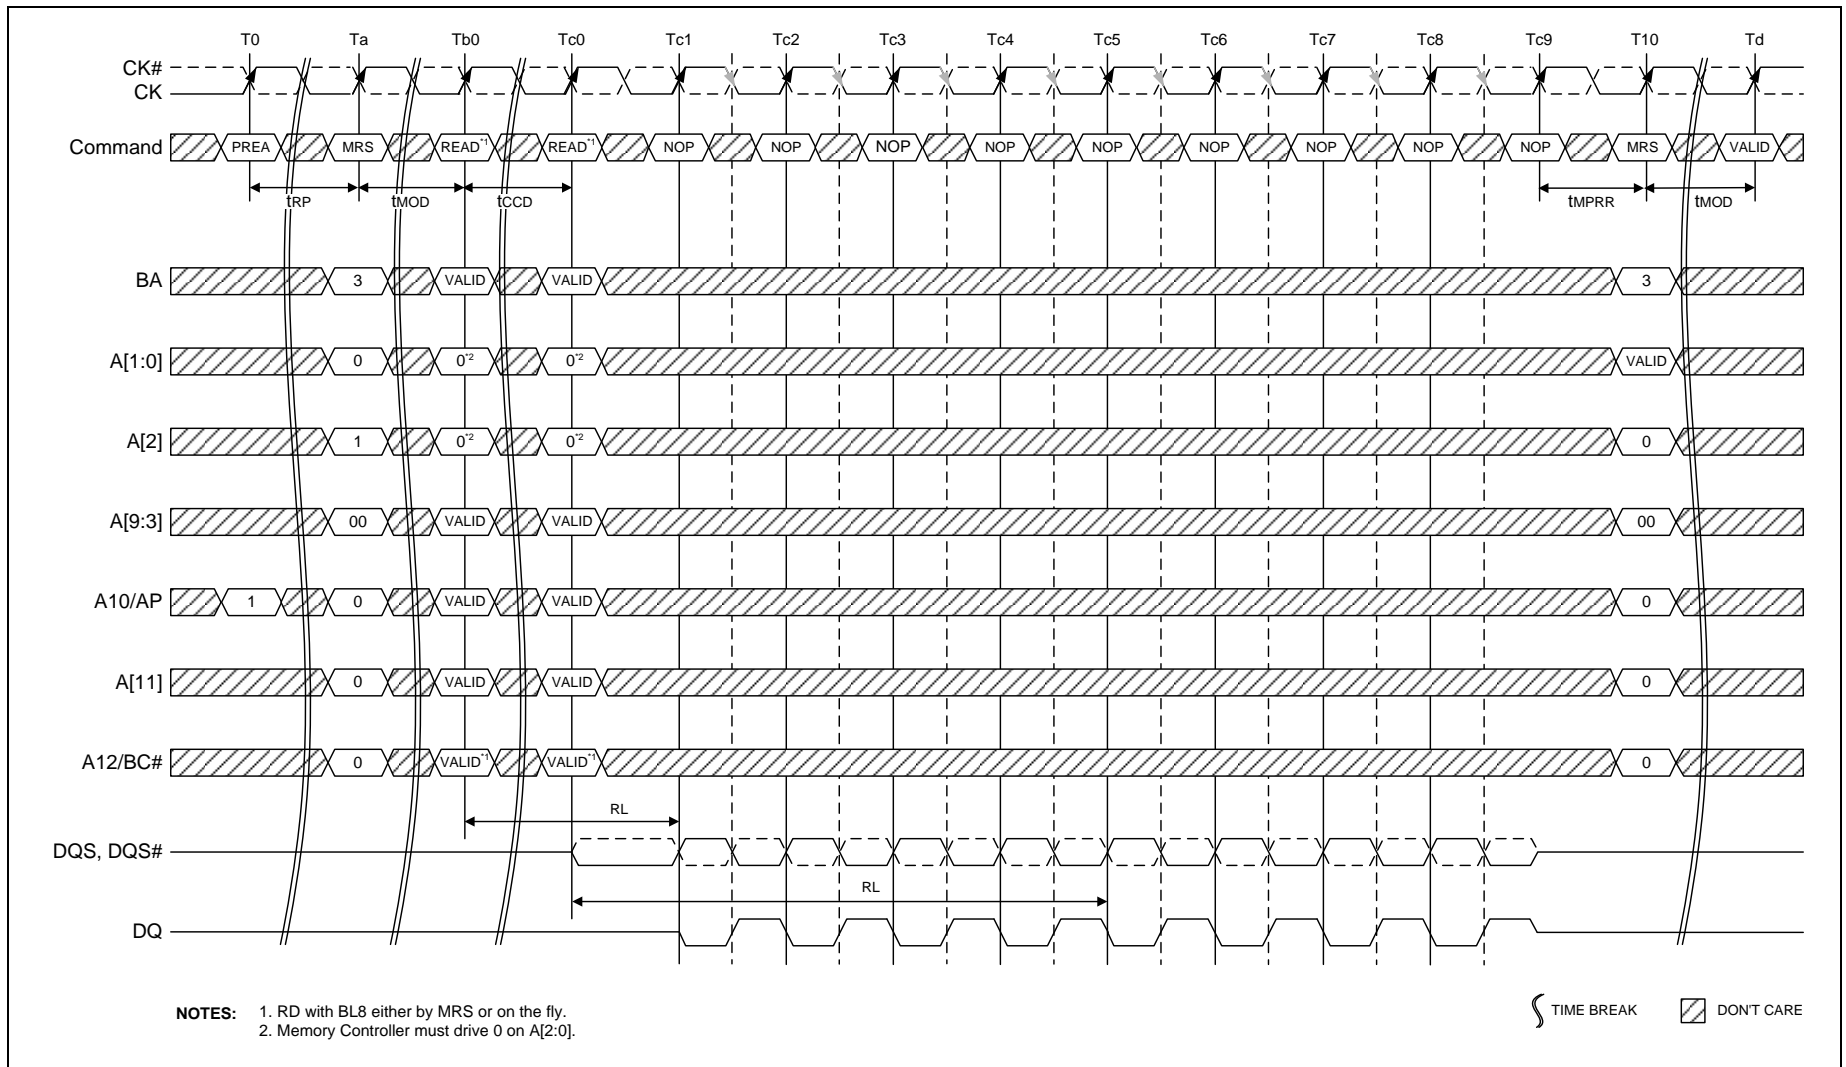 T0 Ta Tb0 Tc0 Tc1 Tc2 Tc3 Tc4 Tc5 Tc6 Tc7 Tc8 Tc9 T10 Td
CK#
CK
Command PREA MRS READ*1 READ*1 NOP NOP NOP NOP NOP NOP NOP NOP NOP MRS VALID
tRP tMOD tCCD tMPRR tMOD
BA 3 VALID VALID 3
A[1:0] 0 0*2 0*2 VALID
A[2] 1 0*2 0*2 0
A[9:3] 00 VALID VALID 00
A10/AP 1 0 VALID VALID 0
A[11] 0 VALID VALID 0
A12/BC# 0 VALID*1 VALID*1 0
RL
DQS, DQS#
RL
DQ
NOTES: 1. RD with BL8 either by MRS or on the fly.
2. Memory Controller must drive 0 on A[2:0].
TIME BREAK DON'T CARE